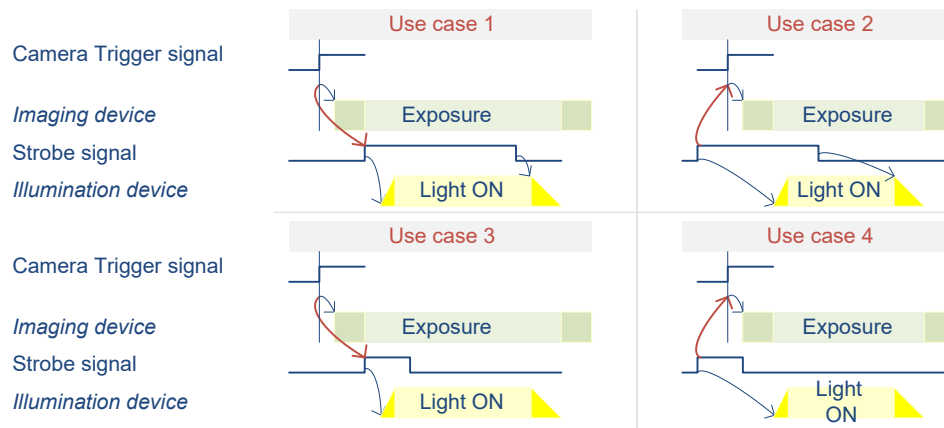 Use case 1
Use case 2
Camera Trigger signal
Imaging device
Exposure
Exposure
Strobe signal
Illumination device
Light ON
Light ON
Use case 3
Use case 4
Camera Trigger signal
Imaging device
Exposure
Exposure
Strobe signal
Illumination device
Light ON
Light
ON